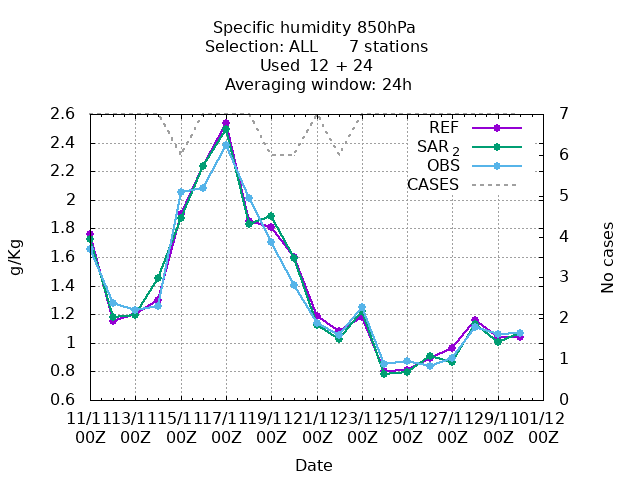 Specific humidity 850hPa
Selection: ALL 7 stations
Used 12 + 24
Averaging window: 24h
2.6
2.4
2.2
2
1.8
1.6
1.4
1.2
1
0.8
0.6
g/Kg
7
6
5
4
3
2
1
0
No cases
REF
SAR 2
OBS
CASES
11/11 13/11 15/11 17/11 19/11 21/11 23/11 25/11 27/11 29/11 01/12
00Z 00Z 00Z 00Z 00Z 00Z 00Z 00Z 00Z 00Z 00Z
Date